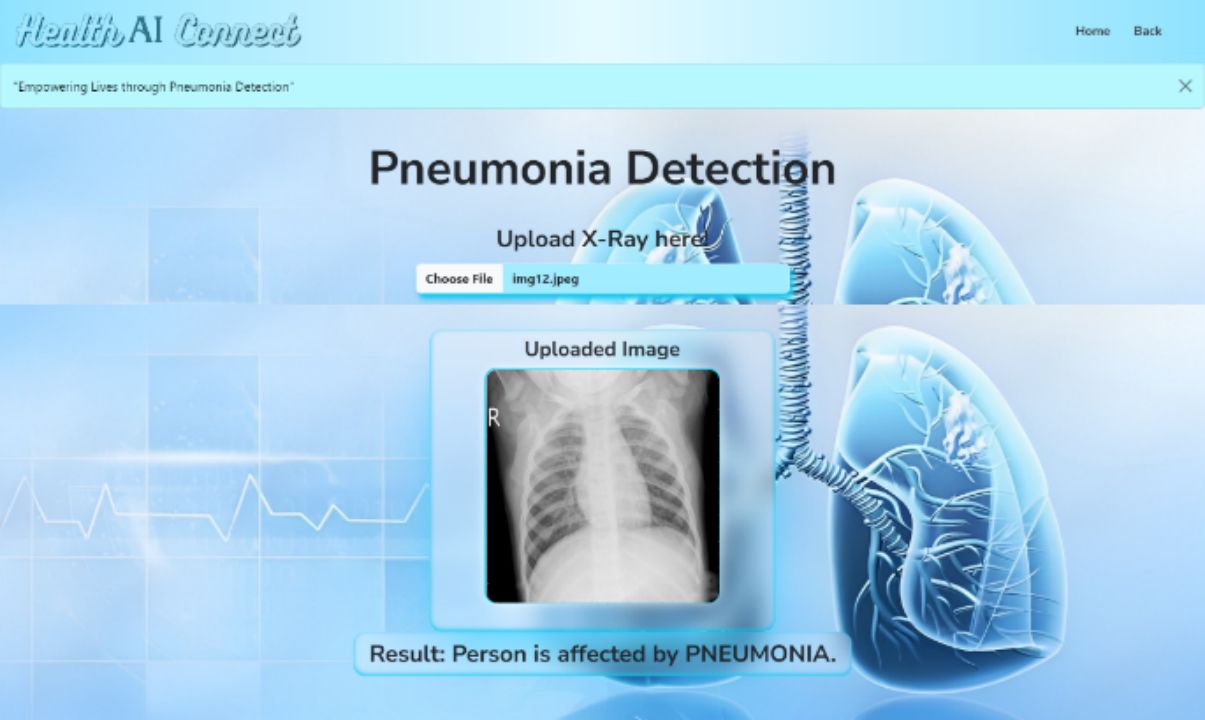 Health AI Connect
Home Back
"Empowering Lives through Pneumonia Detection"
Pneumonia Detection
Upload X-Ray here!
Choose File img12.jpeg
Uploaded Image
R
Result: Person is affected by PNEUMONIA.